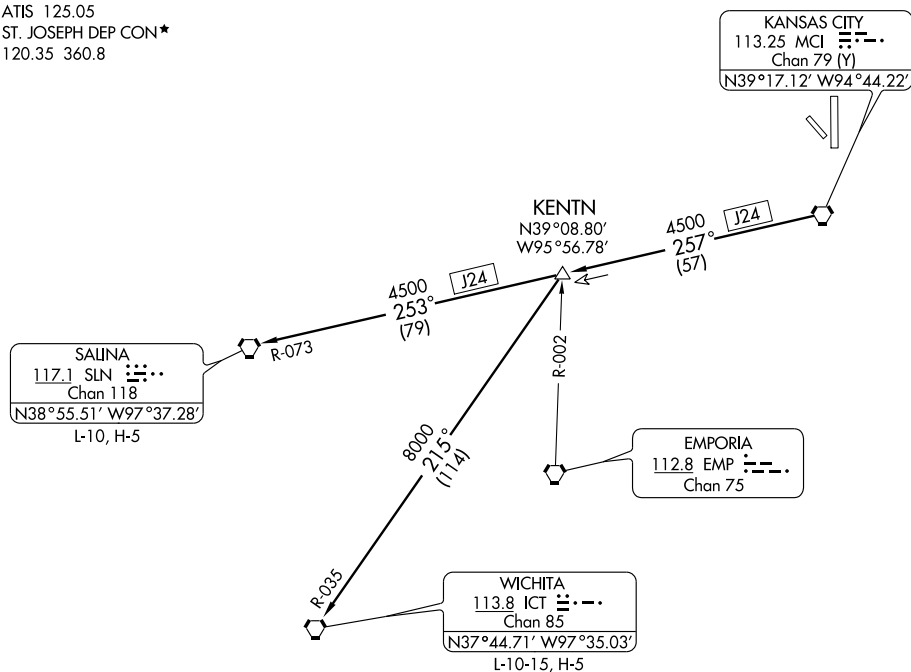 ATIS 125.05
ST. JOSEPH DEP CON★
120.35 360.8
KANSAS CITY
113.25 MCI
Chan 79 (Y)
N39°17.12' W94°44.22'
KENTN
N39°08.80'
W95°56.78'
4500
J24
257°
(57)
4500
J24
253°
(79)
R-073
R-002
SALINA
117.1 SLN
Chan 118
N38°55.51' W97°37.28'
L-10, H-5
8000
215°
(114)
EMPORIA
112.8 EMP
Chan 75
R-035
WICHITA
113.8 ICT
Chan 85
N37°44.71' W97°35.03'
L-10-15, H-5